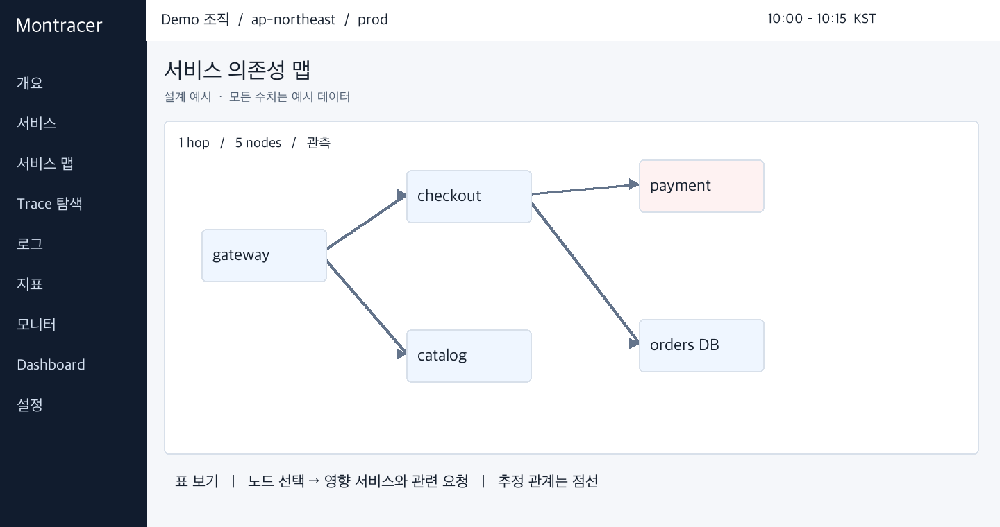 Montracer
Demo 조직 / ap-northeast / prod
10:00 - 10:15 KST
개요
서비스
서비스 맵
Trace 탐색
로그
지표
모니터
Dashboard
설정
서비스 의존성 맵
설계 예시 · 모든 수치는 예시 데이터
1 hop / 5 nodes / 관측
gateway
checkout
catalog
payment
orders DB
표 보기 | 노드 선택 → 영향 서비스와 관련 요청 | 추정 관계는 점선